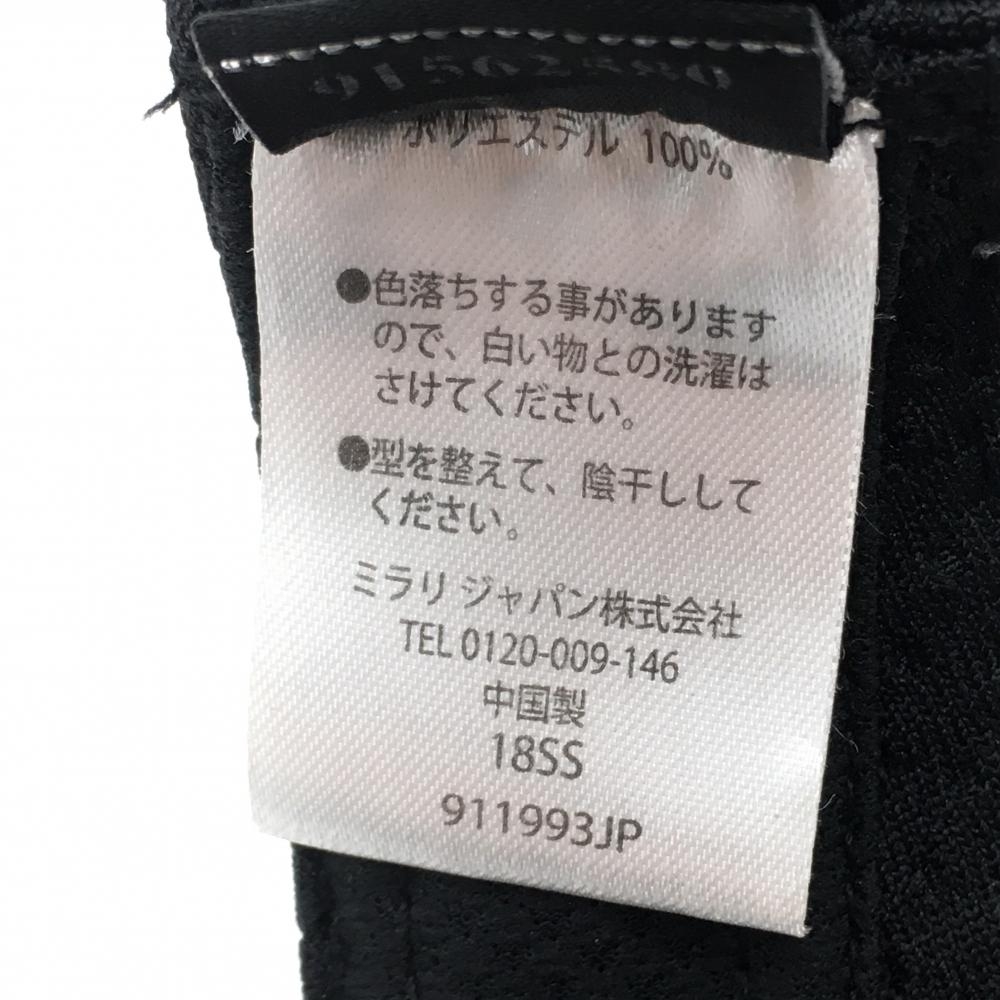 ポリエステル 100%
●色落ちする事があります
ので、白い物との洗濯は
さけてください。
●型を整えて、陰干しして
ください。
ミラリ ジャパン株式会社
TEL 0120-009-146
中国製
18SS
911993JP